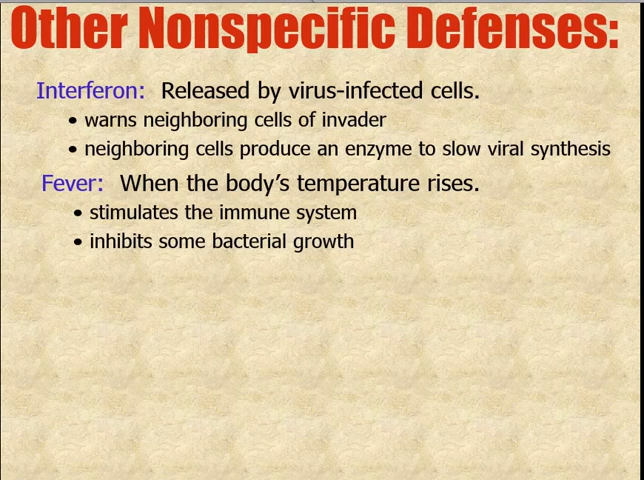 Other Nonspecific Defenses:
Interferon: Released by virus-infected cells.
• warns neighboring cells of invader
• neighboring cells produce an enzyme to slow viral synthesis
Fever: When the body's temperature rises.
• stimulates the immune system
• inhibits some bacterial growth